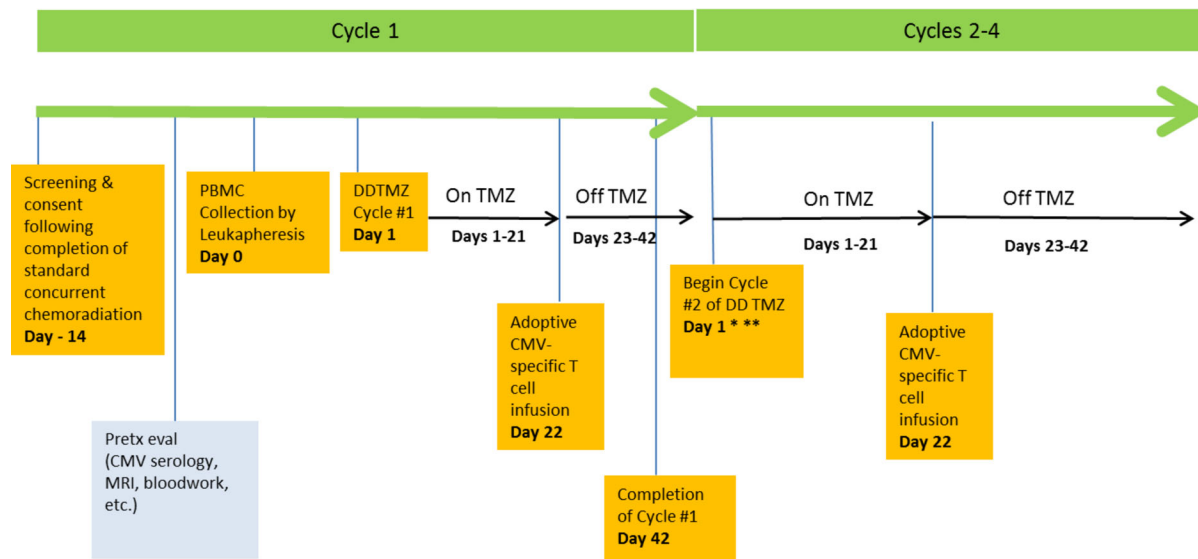 Cycle 1
Cycles 2-4
Screening &
consent
following
completion of
standard
concurrent
chemoradiation
Day - 14
Pretx eval
(CMV serology,
MRI, bloodwork,
etc.)
PBMC
Collection by
Leukapheresis
Day 0
DDTMZ
Cycle #1
Day 1
On TMZ
Days 1-21
Adoptive
CMV-
specific T
cell
infusion
Day 22
Off TMZ
Days 23-42
Completion
of Cycle #1
Day 42
Begin Cycle
#2 of DD TMZ
Day 1 * **
On TMZ
Days 1-21
Adoptive
CMV-
specific T
cell
infusion
Day 22
Off TMZ
Days 23-42